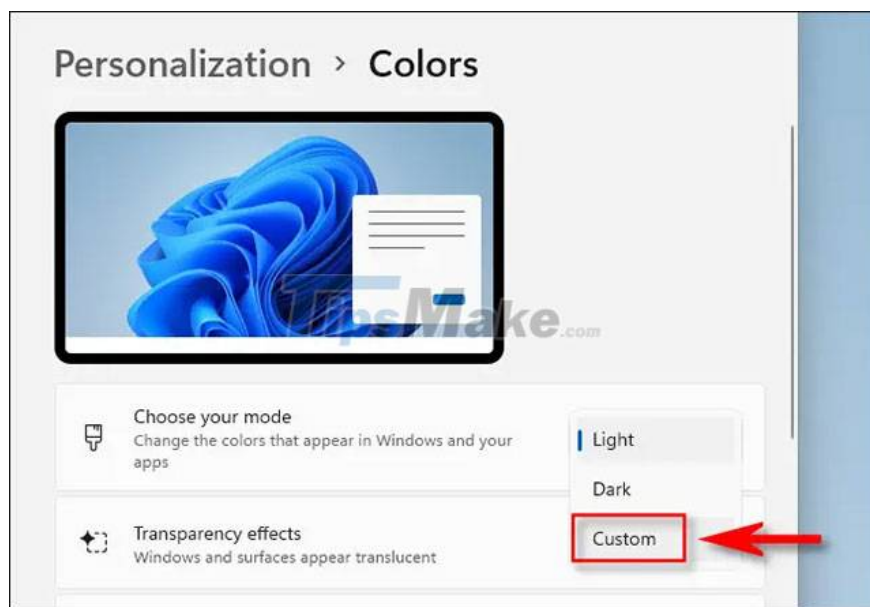 Personalization > Colors
TipsMake.com
Choose your mode
Change the colors that appear in Windows and your
apps
Light
Dark
Transparency effects
Windows and surfaces appear translucent
Custom